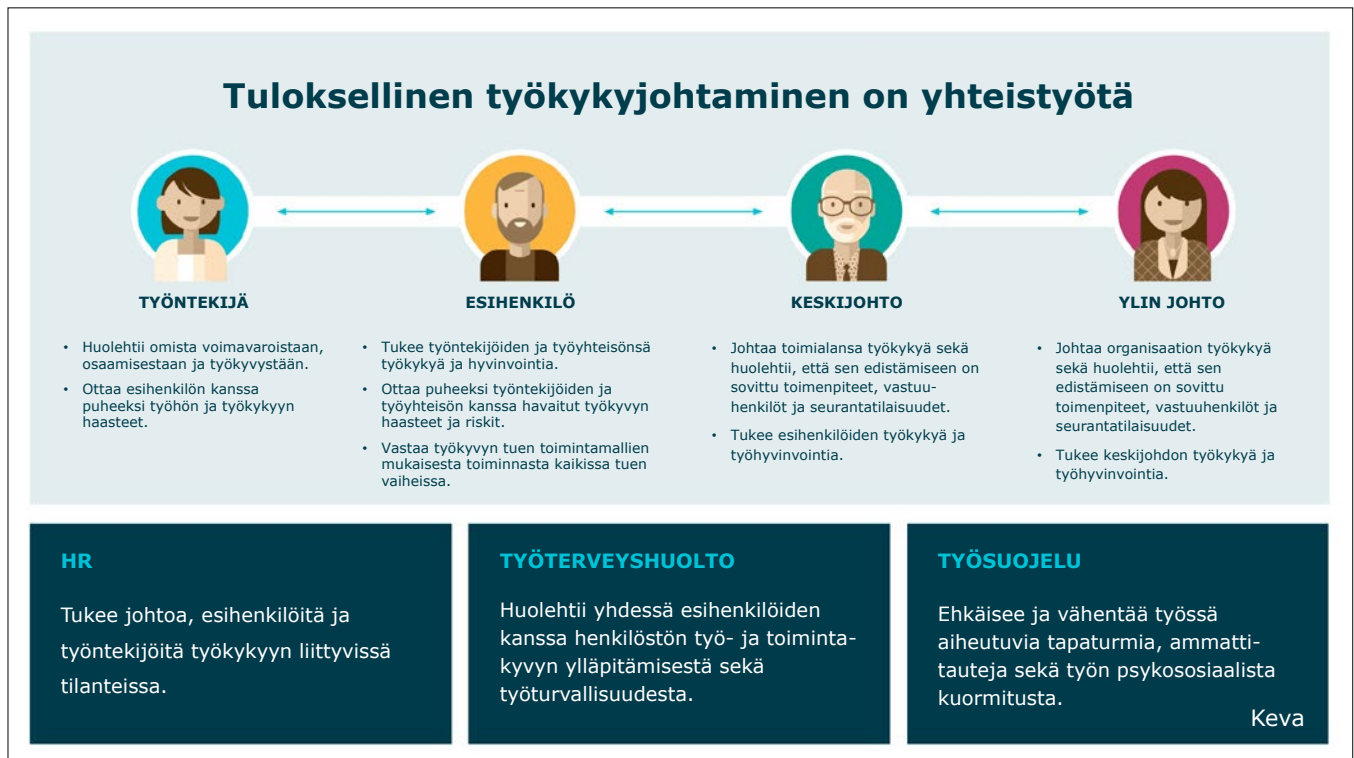 Tuloksellinen työkykyjohtaminen on yhteistyötä
TYÖNTEKIJÄ
• Huolehtii omista voimavaroistaan,
osaamisestaan ja työkyvystään.
• Ottaa esihenkilön kanssa
puheeksi työhön ja työkykyyn
haasteet.
ESIHENKILÖ
• Tukee työntekijöiden ja työyhteisönsä
työkykyä ja hyvinvointia.
• Ottaa puheeksi työntekijöiden ja
työyhteisön kanssa havaitut työkyvyn
haasteet ja riskit.
• Vastaa työkyvyn tuen toimintamallien
mukaisesta toiminnasta kaikissa tuen
vaiheissa.
KESKIJOHTO
• Johtaa toimialansa työkykyä sekä
huolehtii, että sen edistämiseen on
sovittu toimenpiteet, vastuu-
henkilöt ja seurantatilaisuudet.
• Tukee esihenkilöiden työkykyä ja
työhyvinvointia.
YLIN JOHTO
• Johtaa organisaation työkykyä
sekä huolehtii, että sen
edistämiseen on sovittu
toimenpiteet, vastuuhenkilöt ja
seurantatilaisuudet.
• Tukee keskijohdon työkykyä ja
työhyvinvointia.
HR
Tukee johtoa, esihenkilöitä ja
työntekijöitä työkykyyn liittyvissä
tilanteissa.
TYÖTERVEYSHUOLTO
Huolehtii yhdessä esihenkilöiden
kanssa henkilöstön työ- ja toiminta-
kyvyn ylläpitämisestä sekä
työturvallisuudesta.
TYÖSUOJELU
Ehkäisee ja vähentää työssä
aiheutuvia tapaturmia, ammatti-
tauteja sekä työn psykososiaalista
kuormitusta.
Keva